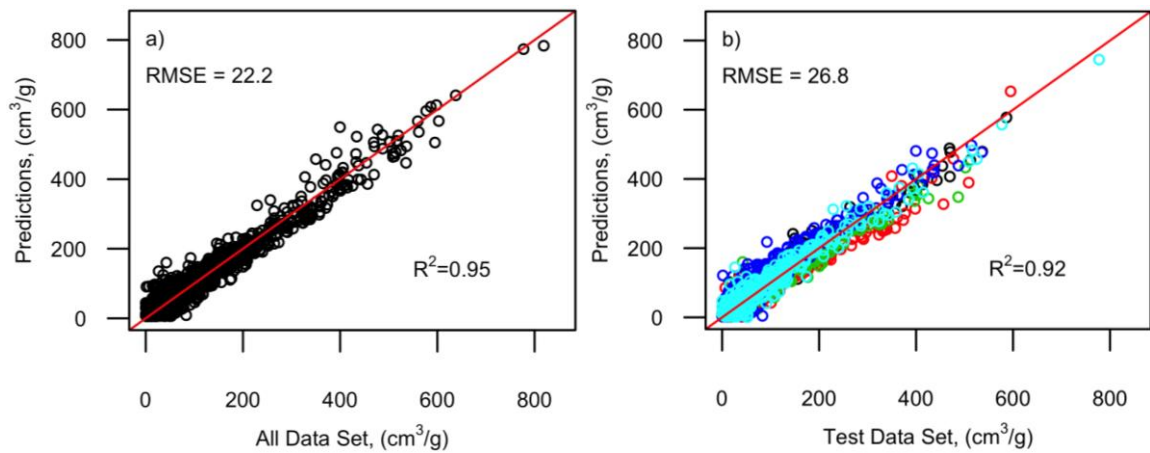 a)
RMSE = 22.2
R²=0.95
800
600
400
200
0
Predictions, (cm³/g)
0 200 400 600 800
All Data Set, (cm³/g)
b)
RMSE = 26.8
R²=0.92
800
600
400
200
0
Predictions, (cm³/g)
0 200 400 600 800
Test Data Set, (cm³/g)